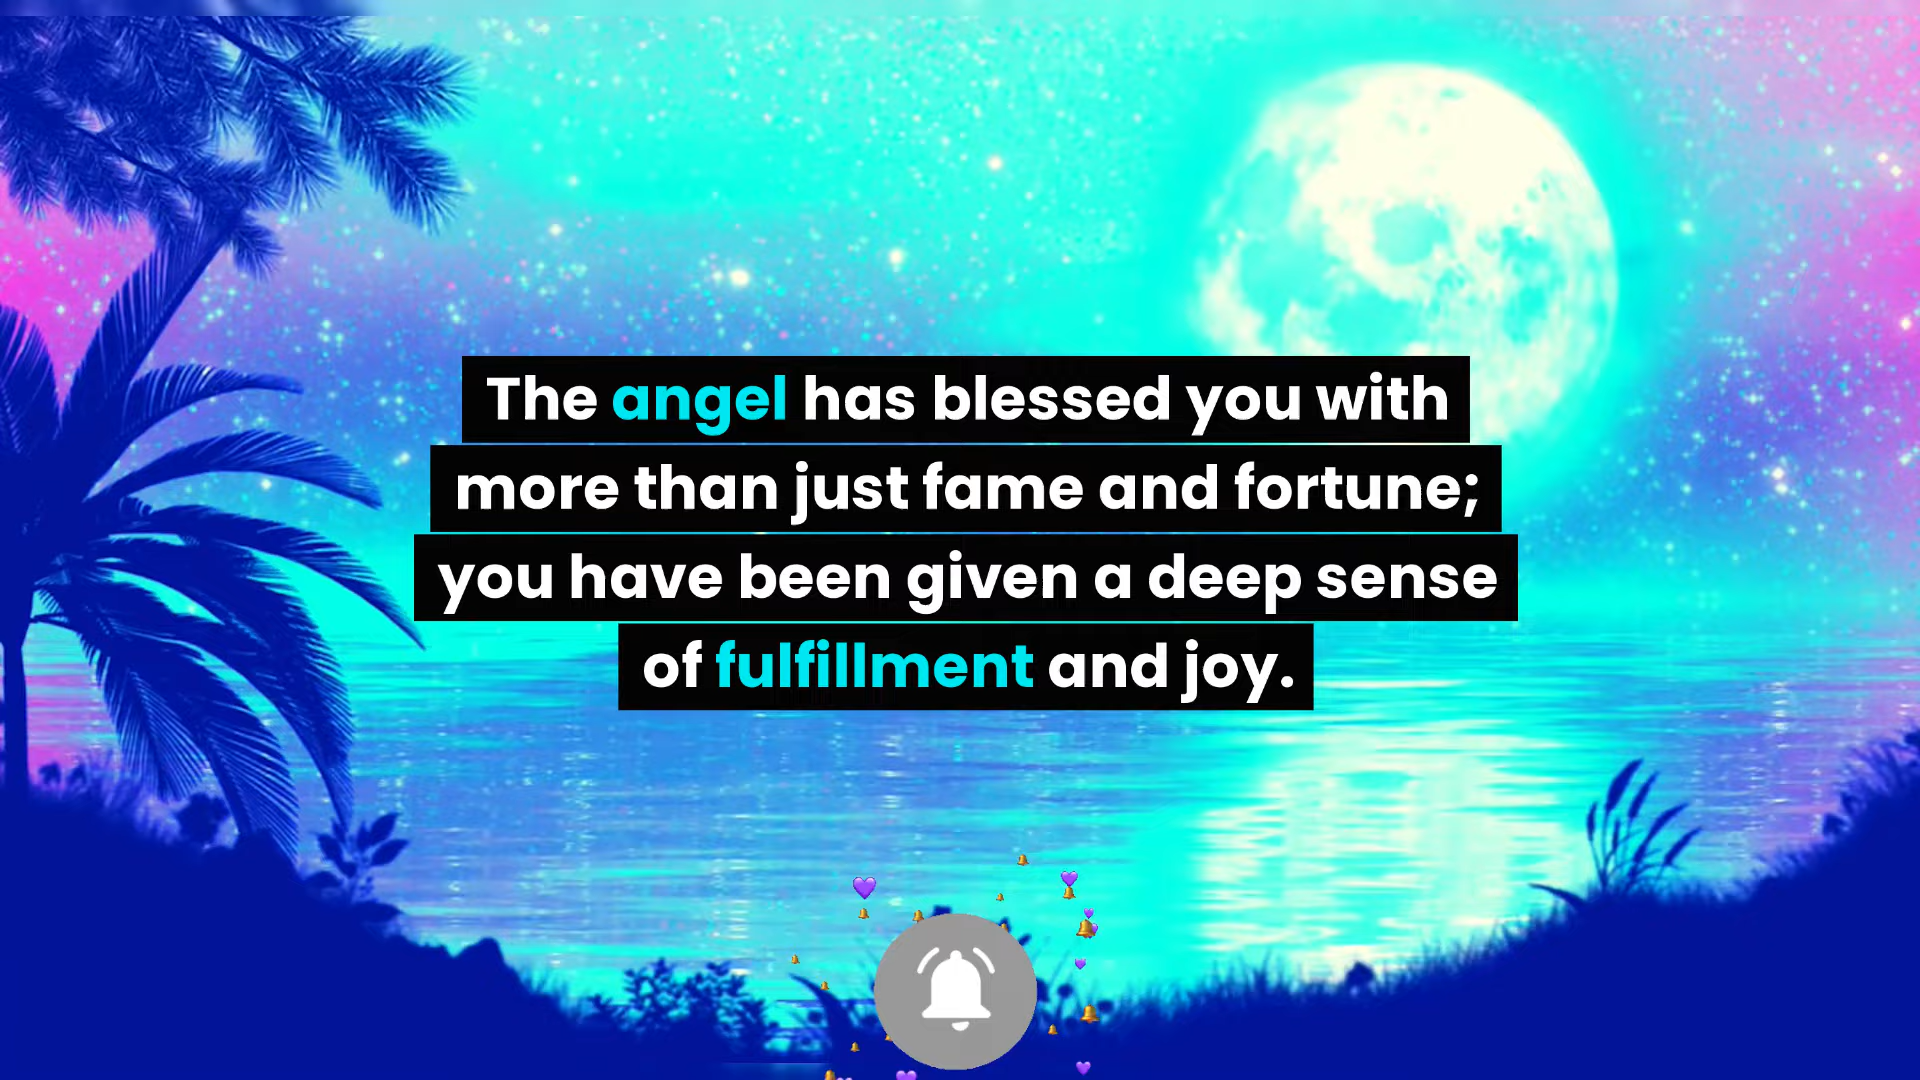 The angel has blessed you with
more than just fame and fortune;
you have been given a deep sense
of fulfillment and joy.